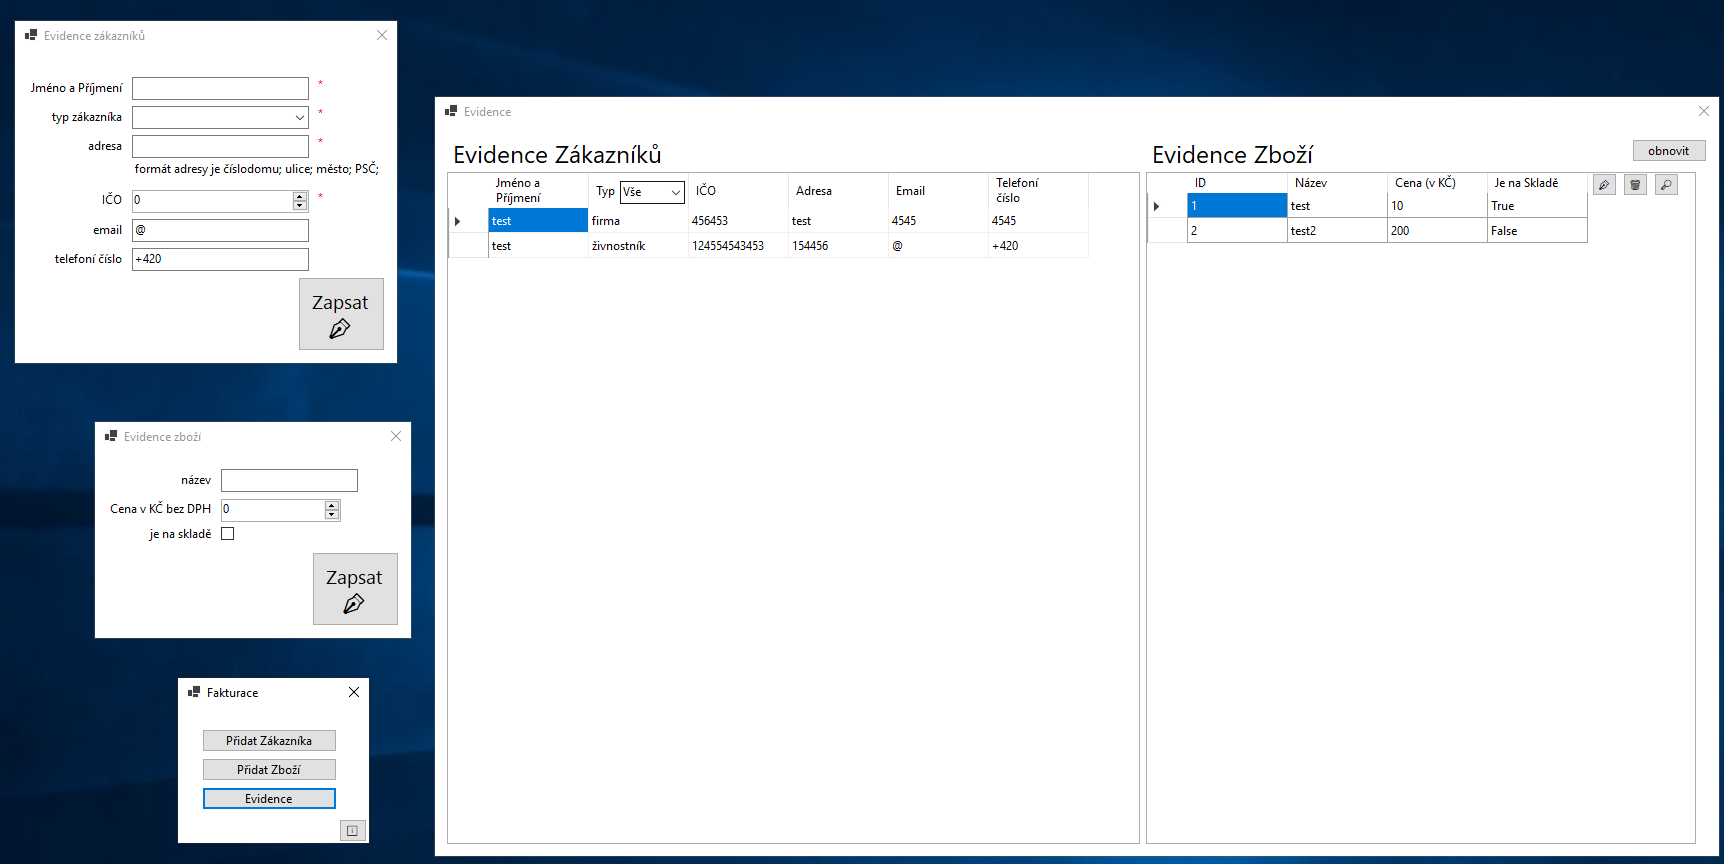 Evidence zákazníků
Jméno a Příjmení
*
typ zákazníka
*
adresa
*
formát adresy je číslodomu; ulice; město; PSČ;
IČO
0
*
email
@
telefoní číslo
+420
Zapsat
Evidence zboží
název
Cena v KČ bez DPH
0
je na skladě
Zapsat
Fakturace
Přidat Zákazníka
Přidat Zboží
Evidence
Evidence
Evidence Zákazníků
Jméno a
Příjmení
Typ Vše IČO Adresa Email
Telefoní
číslo
test firma 456453 test 4545 4545
test živnostník 124554543453 154456 @ +420
Evidence Zboží
obnovit
ID Název Cena (v KČ) Je na Skladě
1 test 10 True
2 test2 200 False